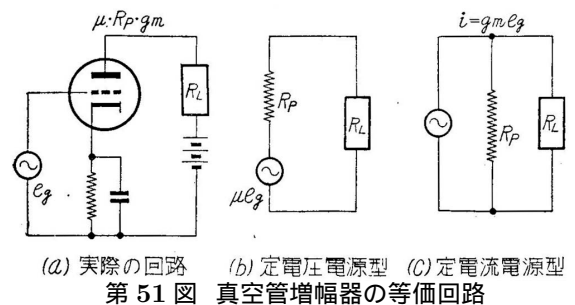 μ·Rp·gm
i=gmeg
RL
Rp
RL
Rp
RL
eg
μeg
(a) 実際の回路
(b) 定電圧電源型
(c) 定電流電源型
第 51 図 真空管増幅器の等価回路